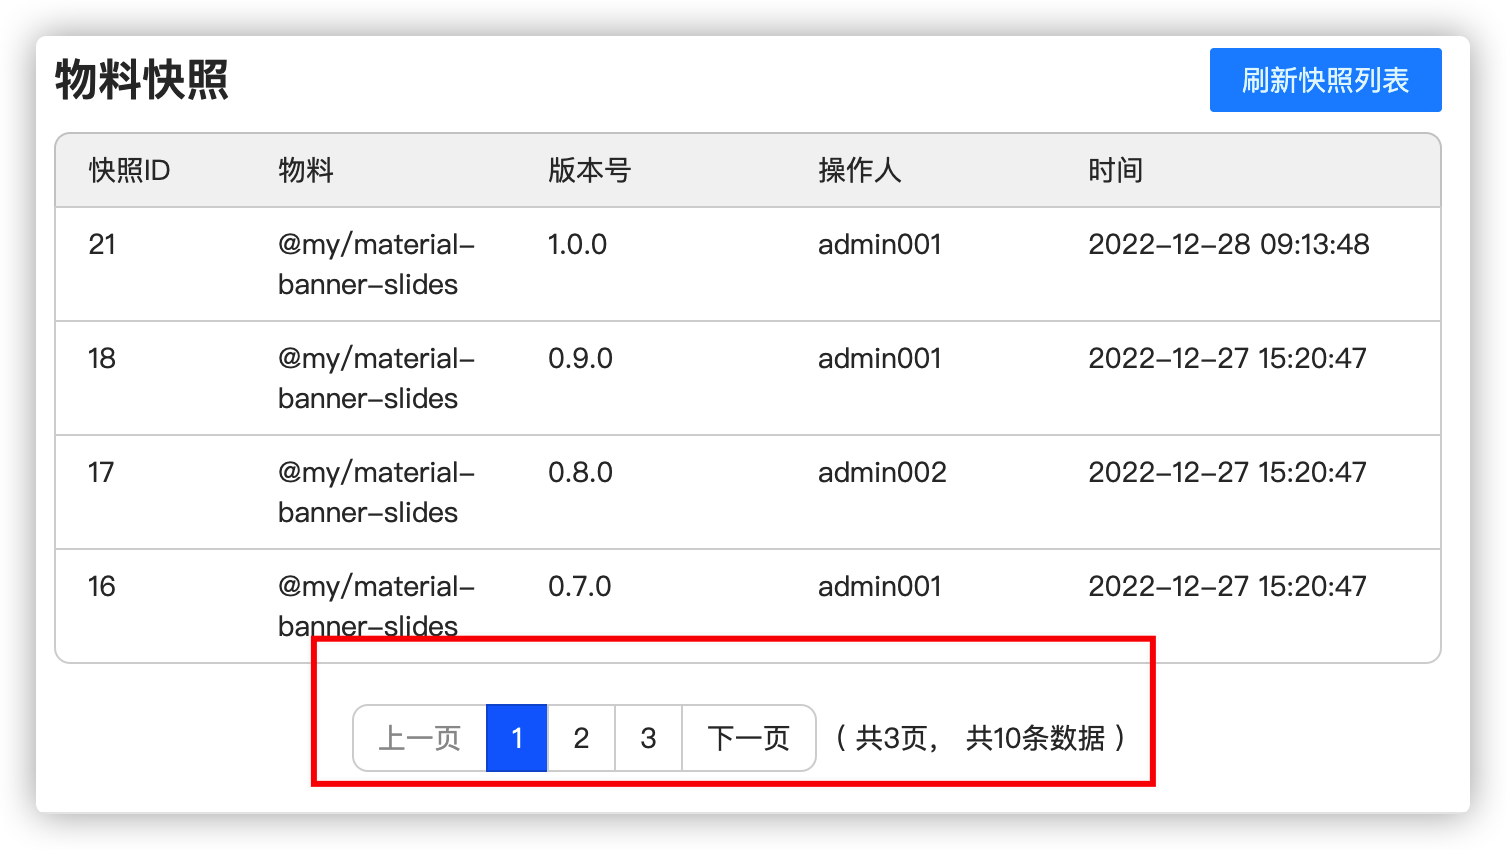 物料快照
刷新快照列表
快照ID 物料 版本号 操作人 时间
21 @my/material- 1.0.0 admin001 2022-12-28 09:13:48
banner-slides
18 @my/material- 0.9.0 admin001 2022-12-27 15:20:47
banner-slides
17 @my/material- 0.8.0 admin002 2022-12-27 15:20:47
banner-slides
16 @my/material- 0.7.0 admin001 2022-12-27 15:20:47
banner-slides
上一页 1 2 3 下一页 （ 共3页， 共10条数据 ）